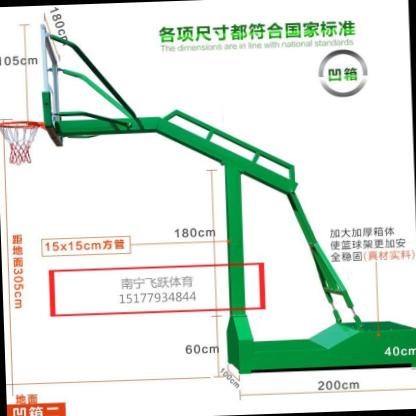 各项尺寸都符合国家标准
The dimensions are in line with national standards
凹箱
180cm
105cm
180cm
15x15cm方管
距地面305cm
加大加厚箱体
使篮球架更加安
全稳固(真材实料)
南宁飞跃体育
15177934844
60cm
40cm
100cm
200cm
地面
凹箱二